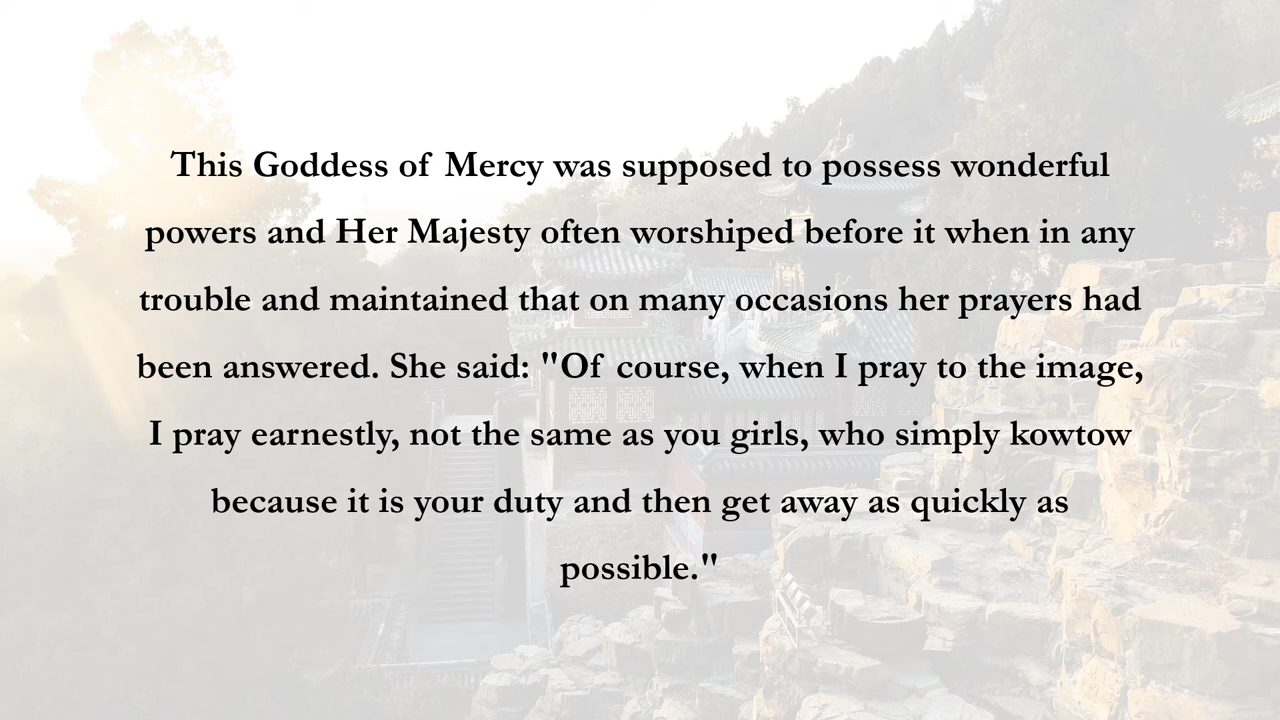 This Goddess of Mercy was supposed to possess wonderful
powers and Her Majesty often worshiped before it when in any
trouble and maintained that on many occasions her prayers had
been answered. She said: "Of course, when I pray to the image,
I pray earnestly, not the same as you girls, who simply kowtow
because it is your duty and then get away as quickly as
possible."